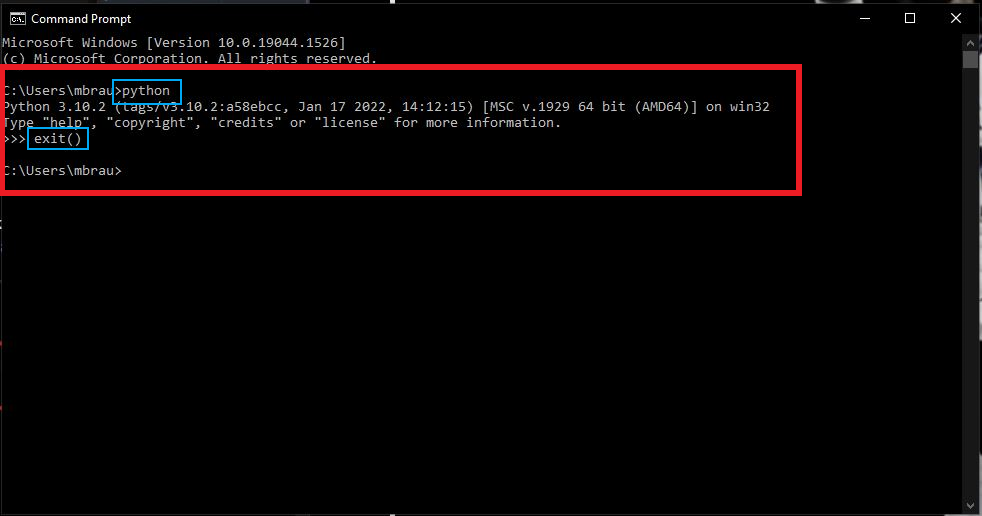 Command Prompt
Microsoft Windows [Version 10.0.19044.1526]
(c) Microsoft Corporation. All rights reserved.
C:\Users\mbrau>python
Python 3.10.2 (tags/v3.10.2:a58ebcc, Jan 17 2022, 14:12:15) [MSC v.1929 64 bit (AMD64)] on win32
Type "help", "copyright", "credits" or "license" for more information.
>>> exit()
C:\Users\mbrau>